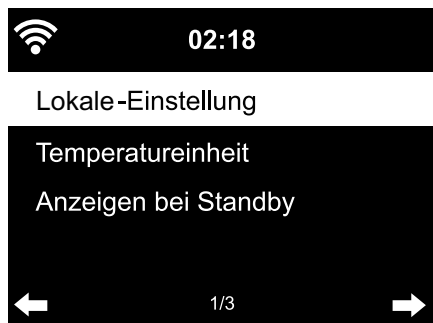 02:18
Lokale-Einstellung
Temperatureinheit
Anzeigen bei Standby
1/3